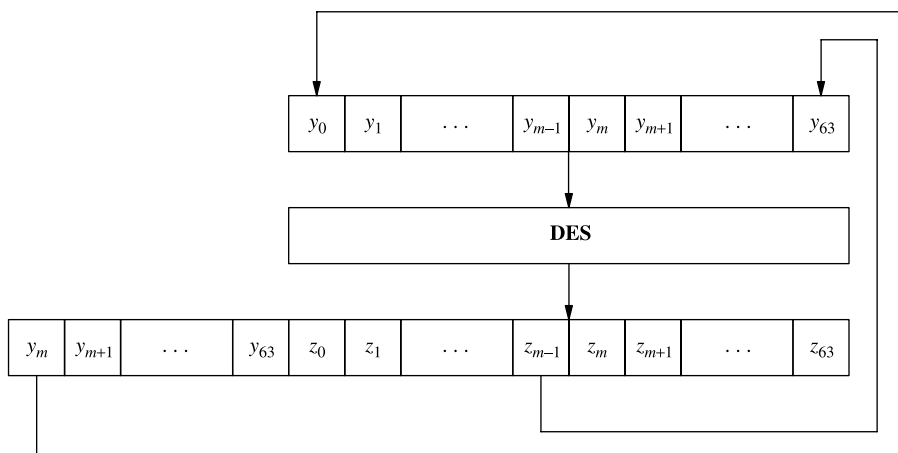 y₀ y₁ . . . yₘ₋₁ yₘ yₘ₊₁ . . . y₆₃
DES
yₘ yₘ₊₁ . . . y₆₃ z₀ z₁ . . . zₘ₋₁ zₘ zₘ₊₁ . . . z₆₃